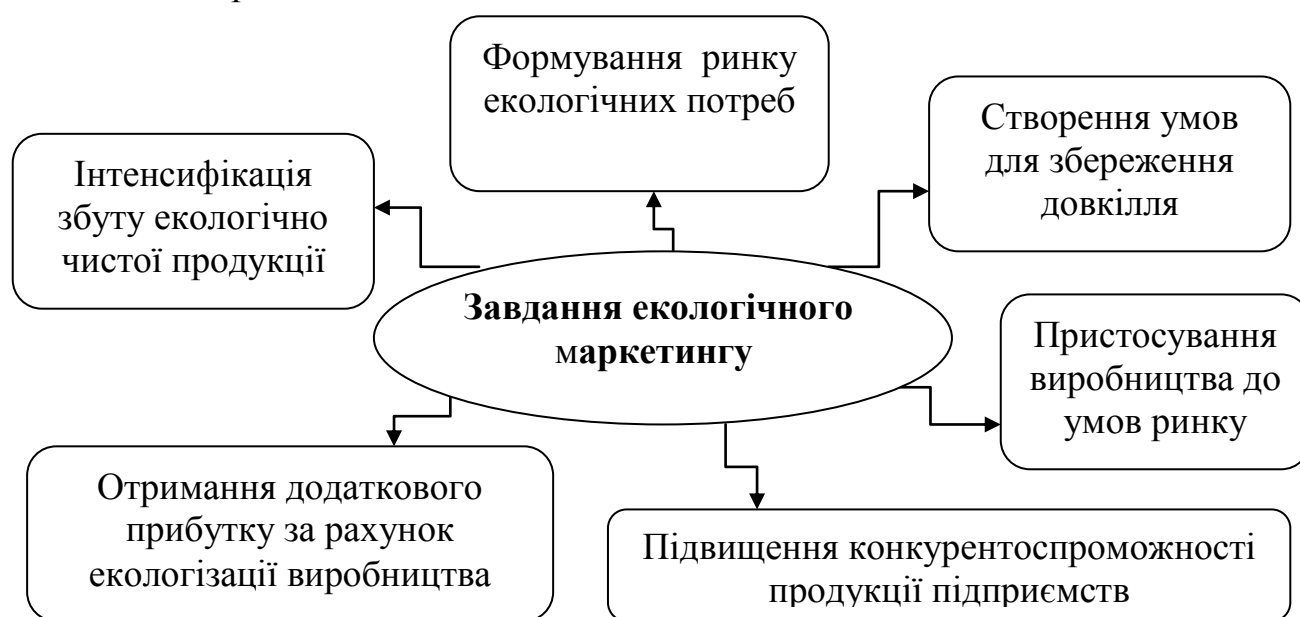 Формування ринку
екологічних потреб
Створення умов
для збереження
довкілля
Інтенсифікація
збуту екологічно
чистої продукції
Завдання екологічного
маркетингу
Пристосування
виробництва до
умов ринку
Отримання додаткового
прибутку за рахунок
екологізації виробництва
Підвищення конкурентоспроможності
продукції підприємств